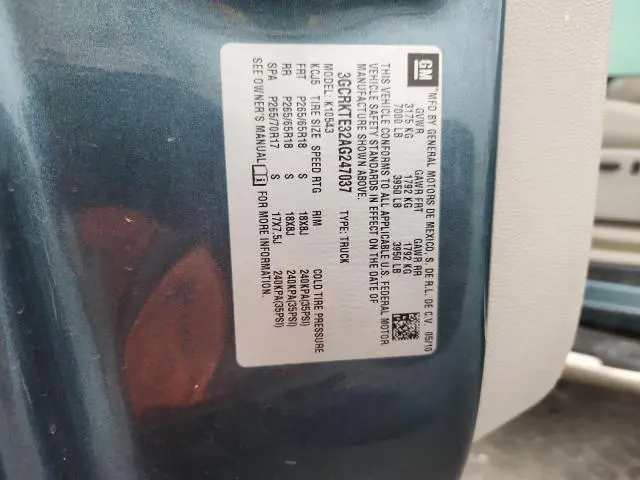 GM
"MFD BY GENERAL MOTORS DE MEXICO, S. DE R.L. DE C.V. 05/10
GVWR GAWR FRT GAWR RR
3175 KG 1792 KG 1792 KG
7000 LB 3950 LB 3950 LB
THIS VEHICLE CONFORMS TO ALL APPLICABLE U.S. FEDERAL MOTOR
VEHICLE SAFETY STANDARDS IN EFFECT ON THE DATE OF
MANUFACTURE SHOWN ABOVE.
3GCRKTE32AG247037 TYPE: TRUCK
MODEL: K10543
KCJ5 TIRE SIZE SPEED RTG RIM COLD TIRE PRESSURE
FRT P265/65R18 S 18X8J 240KPA(35PSI)
RR P265/65R18 S 18X8J 240KPA(35PSI)
SPA P265/70R17 S 17X7.5J 240KPA(35PSI)
SEE OWNER'S MANUAL i FOR MORE INFORMATION.